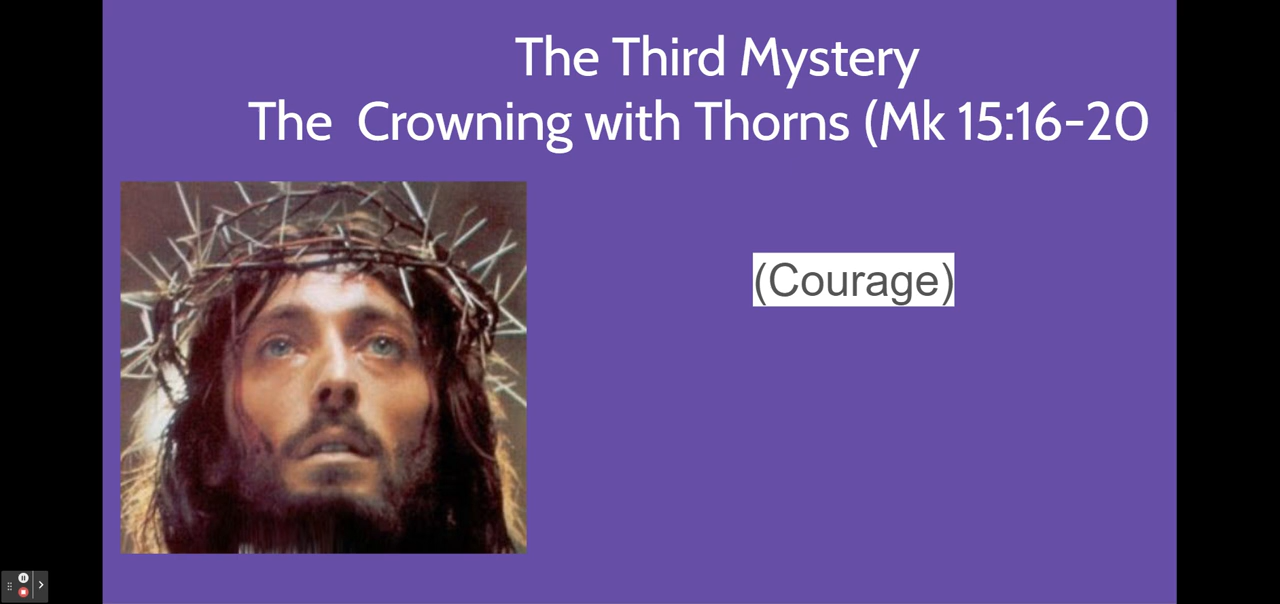 The Third Mystery
The  Crowning with Thorns (Mk 15:16-20
(Courage)